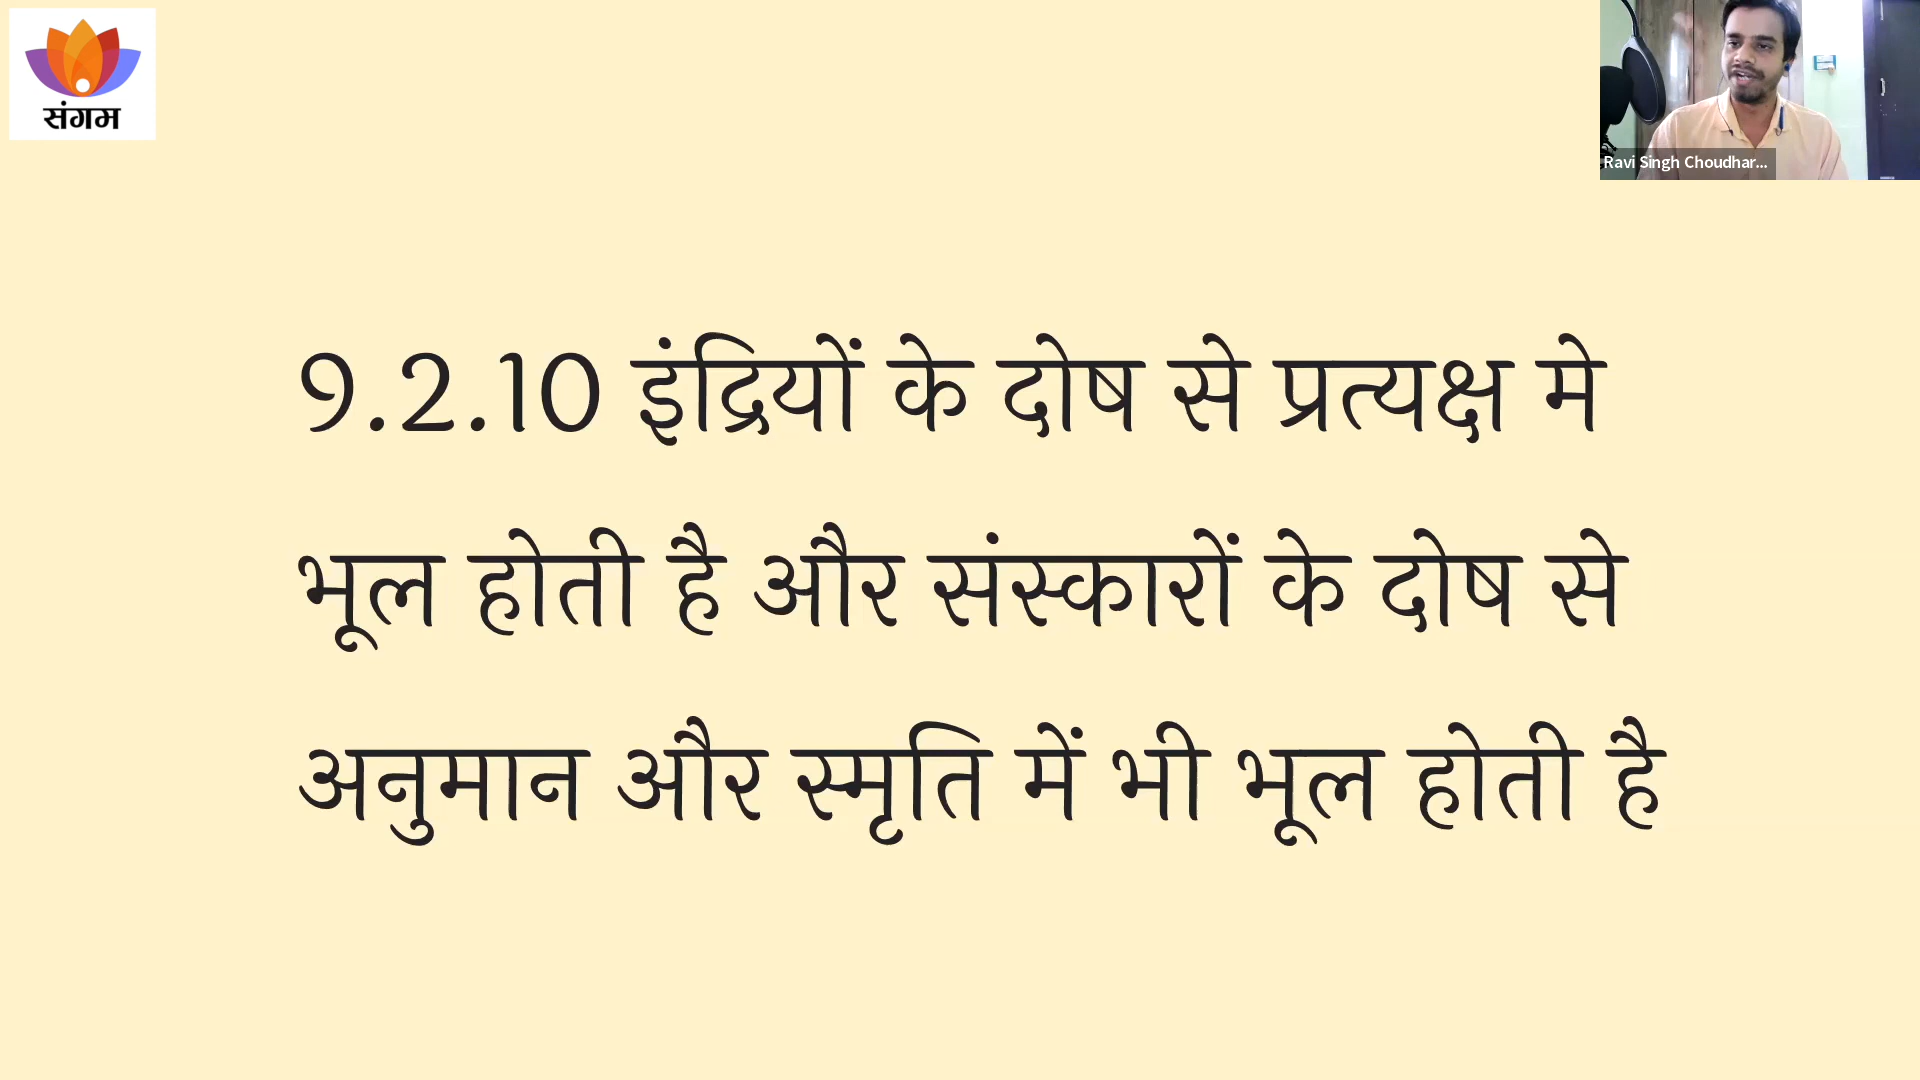 संगम
Ravi Singh Choudhar...
9.2.10 इंद्रियों के दोष से प्रत्यक्ष मे
भूल होती है और संस्कारों के दोष से
अनुमान और स्मृति में भी भूल होती है